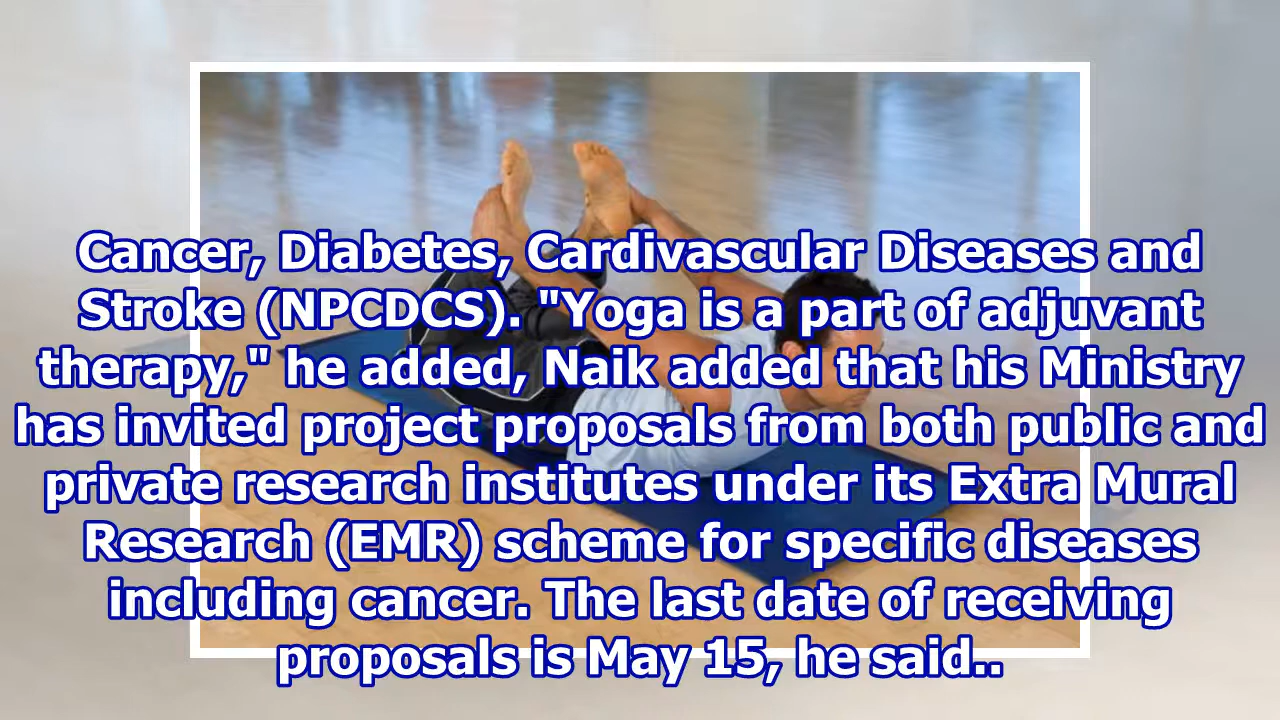 Cancer, Diabetes, Cardivascular Diseases and
Stroke (NPCDCS). "Yoga is a part of adjuvant
therapy," he added, Naik added that his Ministry
has invited project proposals from both public and
private research institutes under its Extra Mural
Research (EMR) scheme for specific diseases
including cancer. The last date of receiving
proposals is May 15, he said..